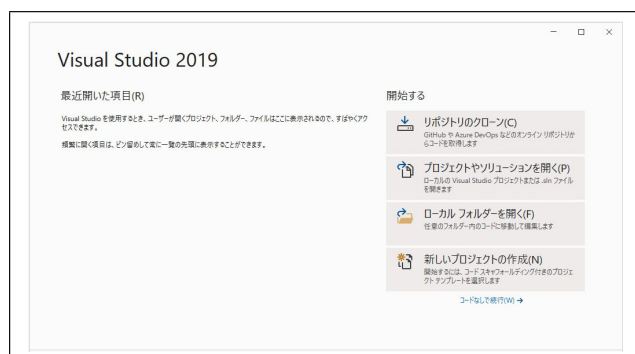 Visual Studio 2019
最近開いた項目(R)
Visual Studio を使用するとき、ユーザーが開くプロジェクト、フォルダー、ファイルはここに表示されるので、すばやくアク
セスできます。
頻繁に開く項目は、ピン留めして常に一覧の先頭に表示することができます。
開始する
リポジトリのクローン(C)
GitHub や Azure DevOps などのオンライン リポジトリか
らコードを取得します
プロジェクトやソリューションを開く(P)
ローカルの Visual Studio プロジェクトまたは .sln ファイル
を開きます
ローカル フォルダーを開く(F)
任意のフォルダー内のコードに移動して編集します
新しいプロジェクトの作成(N)
開始するには、コード スキャフォールディング付きのプロジェ
クト テンプレートを選択します
コードなしで続行(W) →